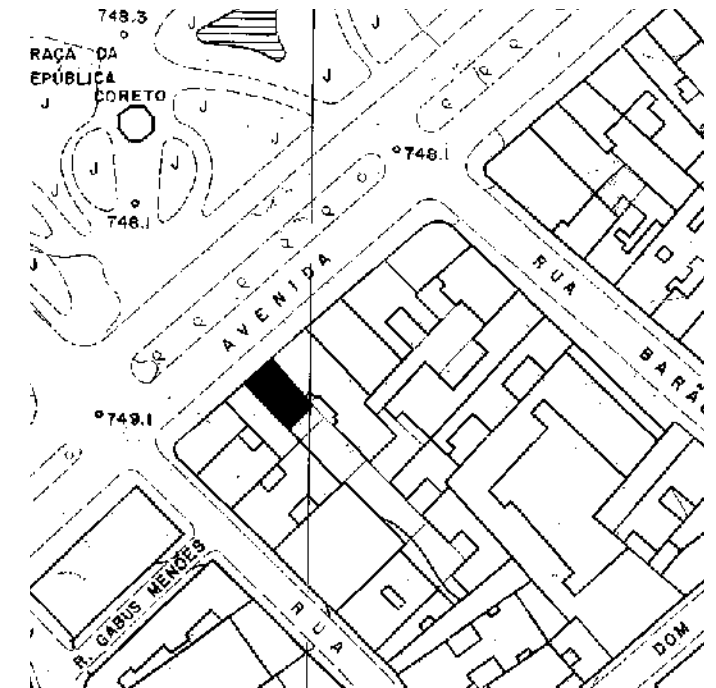 748.3
J
J
RAÇA DA
EPÚBLICA
J
J
CORETO
J
J
J
748.1
J
J
748.1
J
AVENIDA
RUA
BARÃO
749.1
R. GABUS MENDES
RUA
DOM